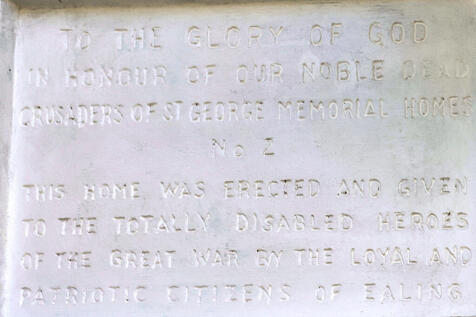 TO THE GLORY OF GOD
IN HONOUR OF OUR NOBLE DEAD
CRUSADERS OF ST GEORGE MEMORIAL HOMES
No 2
THIS HOME WAS ERECTED AND GIVEN
TO THE TOTALLY DISABLED HEROES
OF THE GREAT WAR BY THE LOYAL AND
PATRIOTIC CITIZENS OF EALING